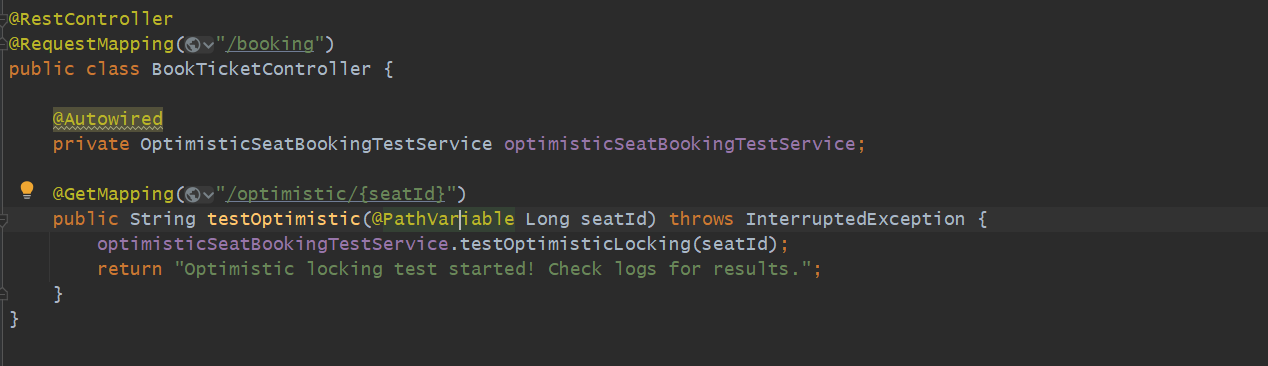 @RestController
@RequestMapping("/booking")
public class BookTicketController {
@Autowired
private OptimisticSeatBookingTestService optimisticSeatBookingTestService;
@GetMapping("/optimistic/{seatId}")
public String testOptimistic(@PathVariable Long seatId) throws InterruptedException {
optimisticSeatBookingTestService.testOptimisticLocking(seatId);
return "Optimistic locking test started! Check logs for results.";
}
}